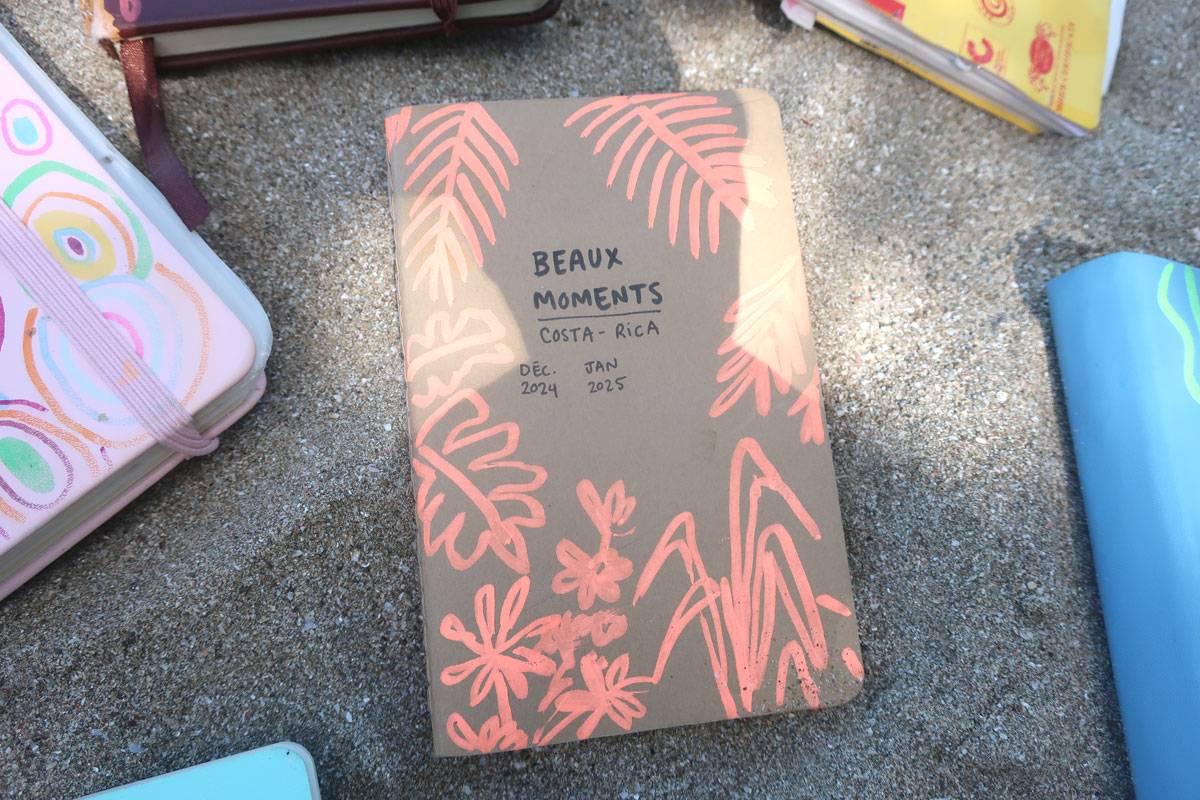 BEAUX
MOMENTS
COSTA-RICA
DÉC. JAN
2024 2025